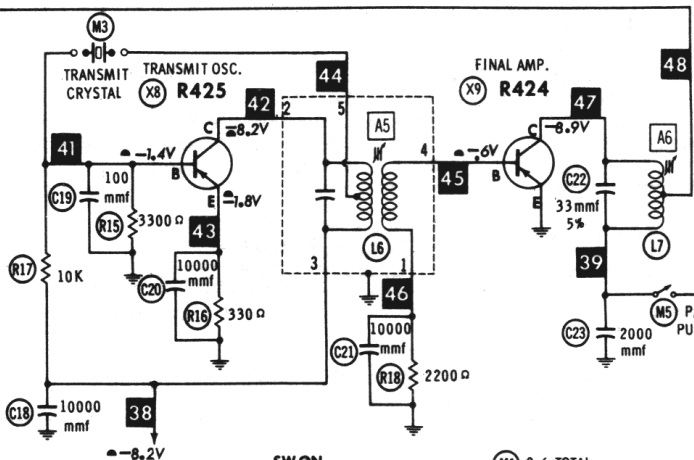 M3
TRANSMIT
CRYSTAL
TRANSMIT OSC.
X8 R425
44
42
2
5
FINAL AMP.
X9 R424
47
48
C
-8.2V
A5
C
-8.9V
A6
41
-1.4V
B
4
-.6V
B
45
C19
100
mmf
E
-1.8V
E
C22
33mmf
5%
R15
3300Ω
43
L6
L7
R17
10K
C20
10000
mmf
3
1
39
46
R16
330Ω
C21
10000
mmf
M5
P
PU
C23
2000
mmf
R18
2200Ω
C18
10000
mmf
38
-8.2V
SW ON